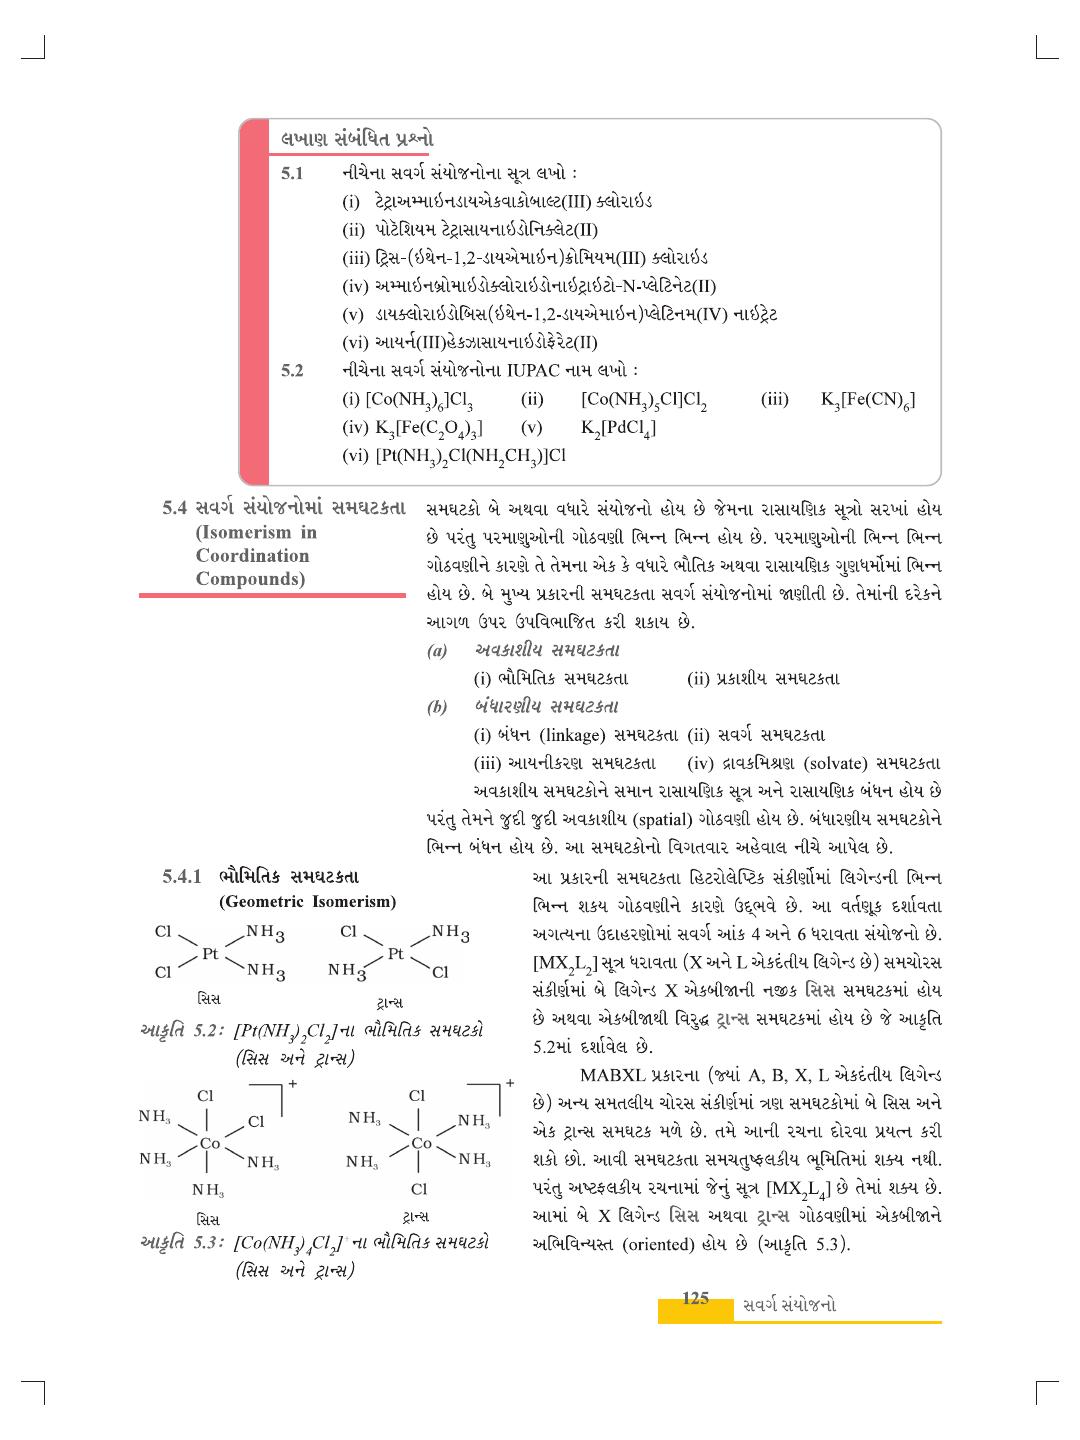 લખાણ સંબંધિત પ્રશ્નો
5.1 નીચેના સવર્ગ સંયોજનોના સૂત્ર લખો :
(i) ટેટ્રાઅમ્માઇનડાયએકવાકોબાલ્ટ(III) ક્લોરાઇડ
(ii) પોટૅશિયમ ટેટ્રાસાયનાઇડોનિક્લેટ(II)
(iii) ટ્રિસ-(ઇથેન-1,2-ડાયએમાઇન)ક્રોમિયમ(III) ક્લોરાઇડ
(iv) અમ્માઇનબ્રોમાઇડોક્લોરાઇડોનાઇટ્રાઇટો-N-પ્લેટિનેટ(II)
(v) ડાયક્લોરાઇડોબિસ(ઇથેન-1,2-ડાયએમાઇન)પ્લેટિનમ(IV) નાઇટ્રેટ
(vi) આયર્ન(III)હેકઝાસાયનાઇડોફેરેટ(II)
5.2 નીચેના સવર્ગ સંયોજનોના IUPAC નામ લખો :
(i) [Co(NH3)6]Cl3 (ii) [Co(NH3)5Cl]Cl2 (iii) K3[Fe(CN)6]
(iv) K3[Fe(C2O4)3] (v) K2[PdCl4]
(vi) [Pt(NH3)2Cl(NH2CH3)]Cl
5.4 સવર્ગ સંયોજનોમાં સમઘટકતા
(Isomerism in
Coordination
Compounds)
સમઘટકો બે અથવા વધારે સંયોજનો હોય છે જેમના રાસાયણિક સૂત્રો સરખાં હોય
છે પરંતુ પરમાણુઓની ગોઠવણી ભિન્ન ભિન્ન હોય છે. પરમાણુઓની ભિન્ન ભિન્ન
ગોઠવણીને કારણે તે તેમના એક કે વધારે ભૌતિક અથવા રાસાયણિક ગુણધર્મોમાં ભિન્ન
હોય છે. બે મુખ્ય પ્રકારની સમઘટકતા સવર્ગ સંયોજનોમાં જાણીતી છે. તેમાંની દરેકને
આગળ ઉપર ઉપવિભાજિત કરી શકાય છે.
(a) અવકાશીય સમઘટકતા
(i) ભૌમિતિક સમઘટકતા (ii) પ્રકાશીય સમઘટકતા
(b) બંધારણીય સમઘટકતા
(i) બંધન (linkage) સમઘટકતા (ii) સવર્ગ સમઘટકતા
(iii) આયનીકરણ સમઘટકતા (iv) દ્રાવકમિશ્રણ (solvate) સમઘટકતા
અવકાશીય સમઘટકોને સમાન રાસાયણિક સૂત્ર અને રાસાયણિક બંધન હોય છે
પરંતુ તેમને જુદી જુદી અવકાશીય (spatial) ગોઠવણી હોય છે. બંધારણીય સમઘટકોને
ભિન્ન બંધન હોય છે. આ સમઘટકોનો વિગતવાર અહેવાલ નીચે આપેલ છે.
5.4.1 ભૌમિતિક સમઘટકતા
(Geometric Isomerism)
Cl NH3 Cl NH3
Pt Pt
Cl NH3 NH3 Cl
સિસ ટ્રાન્સ
આકૃતિ 5.2: [Pt(NH3)2Cl2]ના ભૌમિતિક સમઘટકો
(સિસ અને ટ્રાન્સ)
+ +
Cl Cl
NH3 Cl NH3 NH3
Co Co
NH3 NH3 NH3 NH3
NH3 Cl
સિસ ટ્રાન્સ
આકૃતિ 5.3: [Co(NH3)4Cl2]+ના ભૌમિતિક સમઘટકો
(સિસ અને ટ્રાન્સ)
આ પ્રકારની સમઘટકતા હિટરોલેપ્ટિક સંકીર્ણોમાં લિગેન્ડની ભિન્ન
ભિન્ન શકય ગોઠવણીને કારણે ઉદ્ભવે છે. આ વર્તણૂક દર્શાવતા
અગત્યના ઉદાહરણોમાં સવર્ગ આંક 4 અને 6 ધરાવતા સંયોજનો છે.
[MX2L2] સૂત્ર ધરાવતા (X અને L એકદંતીય લિગેન્ડ છે) સમચોરસ
સંકીર્ણમાં બે લિગેન્ડ X એકબીજાની નજીક સિસ સમઘટકમાં હોય
છે અથવા એકબીજાથી વિરુદ્ધ ટ્રાન્સ સમઘટકમાં હોય છે જે આકૃતિ
5.2માં દર્શાવેલ છે.
MABXL પ્રકારના (જ્યાં A, B, X, L એકદંતીય લિગેન્ડ
છે) અન્ય સમતલીય ચોરસ સંકીર્ણમાં ત્રણ સમઘટકોમાં બે સિસ અને
એક ટ્રાન્સ સમઘટક મળે છે. તમે આની રચના દોરવા પ્રયત્ન કરી
શકો છો. આવી સમઘટકતા સમચતુષ્ફલકીય ભૂમિતિમાં શક્ય નથી.
પરંતુ અષ્ટફલકીય રચનામાં જેનું સૂત્ર [MX2L4] છે તેમાં શક્ય છે.
આમાં બે X લિગેન્ડ સિસ અથવા ટ્રાન્સ ગોઠવણીમાં એકબીજાને
અભિવિન્યસ્ત (oriented) હોય છે (આકૃતિ 5.3).
125 સવર્ગ સંયોજનો